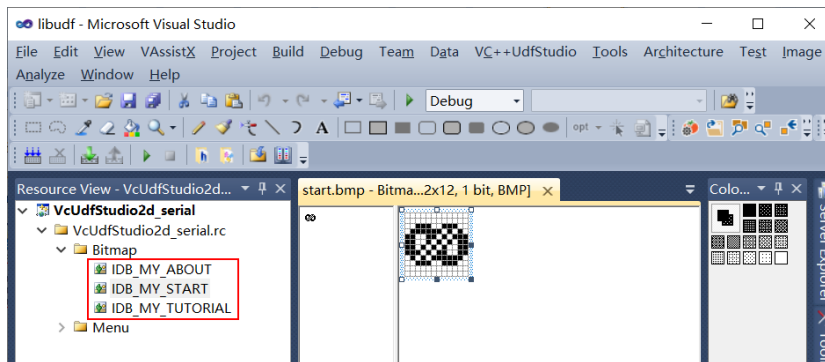 libudf - Microsoft Visual Studio
File Edit View VAssistX Project Build Debug Team Data VC++UdfStudio Tools Architecture Test Image
Analyze Window Help
Debug
A opt
Resource View - VcUdfStudio2d...
start.bmp - Bitma...2x12, 1 bit, BMP]
Colo...
VcUdfStudio2d_serial
VcUdfStudio2d_serial.rc
Bitmap
IDB_MY_ABOUT
IDB_MY_START
IDB_MY_TUTORIAL
Menu
Server Explorer